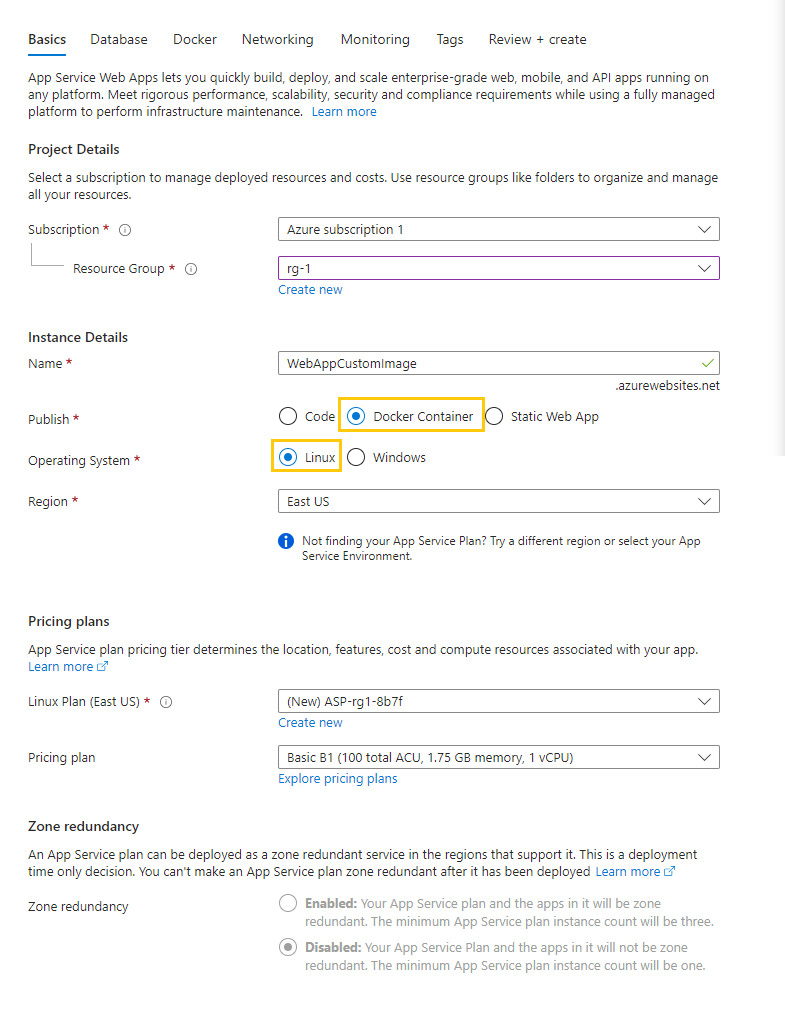 Basics Database Docker Networking Monitoring Tags Review + create
App Service Web Apps lets you quickly build, deploy, and scale enterprise-grade web, mobile, and API apps running on
any platform. Meet rigorous performance, scalability, security and compliance requirements while using a fully managed
platform to perform infrastructure maintenance. Learn more
Project Details
Select a subscription to manage deployed resources and costs. Use resource groups like folders to organize and manage
all your resources.
Subscription * Azure subscription 1
Resource Group * rg-1
Create new
Instance Details
Name * WebAppCustomImage
.azurewebsites.net
Publish * Code Docker Container Static Web App
Operating System * Linux Windows
Region * East US
Not finding your App Service Plan? Try a different region or select your App
Service Environment.
Pricing plans
App Service plan pricing tier determines the location, features, cost and compute resources associated with your app.
Learn more
Linux Plan (East US) * (New) ASP-rg1-8b7f
Create new
Pricing plan Basic B1 (100 total ACU, 1.75 GB memory, 1 vCPU)
Explore pricing plans
Zone redundancy
An App Service plan can be deployed as a zone redundant service in the regions that support it. This is a deployment
time only decision. You can't make an App Service plan zone redundant after it has been deployed Learn more
Zone redundancy Enabled: Your App Service plan and the apps in it will be zone
redundant. The minimum App Service plan instance count will be three.
Disabled: Your App Service Plan and the apps in it will not be zone
redundant. The minimum App Service plan instance count will be one.